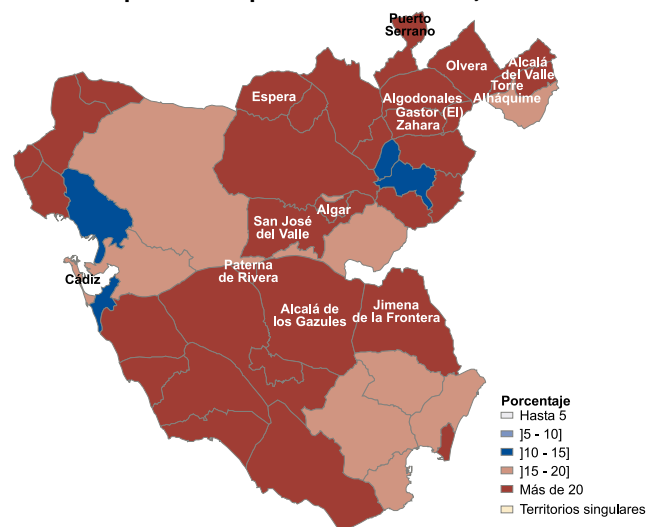 Puerto
Serrano
Olvera
Alcalá
del Valle
Torre
Alháquime
Espera
Algodonales
Gastor (El)
Zahara
Algar
San José
del Valle
Cádiz
Paterna
de Rivera
Alcalá de
los Gazules
Jimena
de la Frontera
Porcentaje
Hasta 5
]5 - 10]
]10 - 15]
]15 - 20]
Más de 20
Territorios singulares